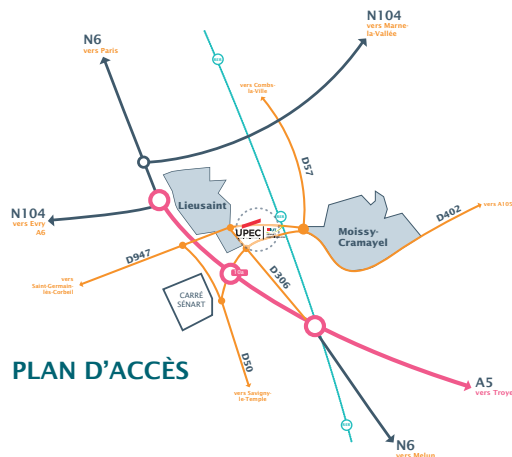 N104
vers Marne-
la-Vallée
N6
vers Paris
vers Combs-
la-Ville
D57
Lieusaint
UPEC
Moissy-
Cramayel
D402
vers A105
N104
vers Evry
A6
D947
vers
Saint-Germain-
lès-Corbeil
D306
CARRÉ
SÉNART
D50
PLAN D'ACCÈS
vers Savigny-
le-Temple
A5
vers Troye
N6
vers Melun